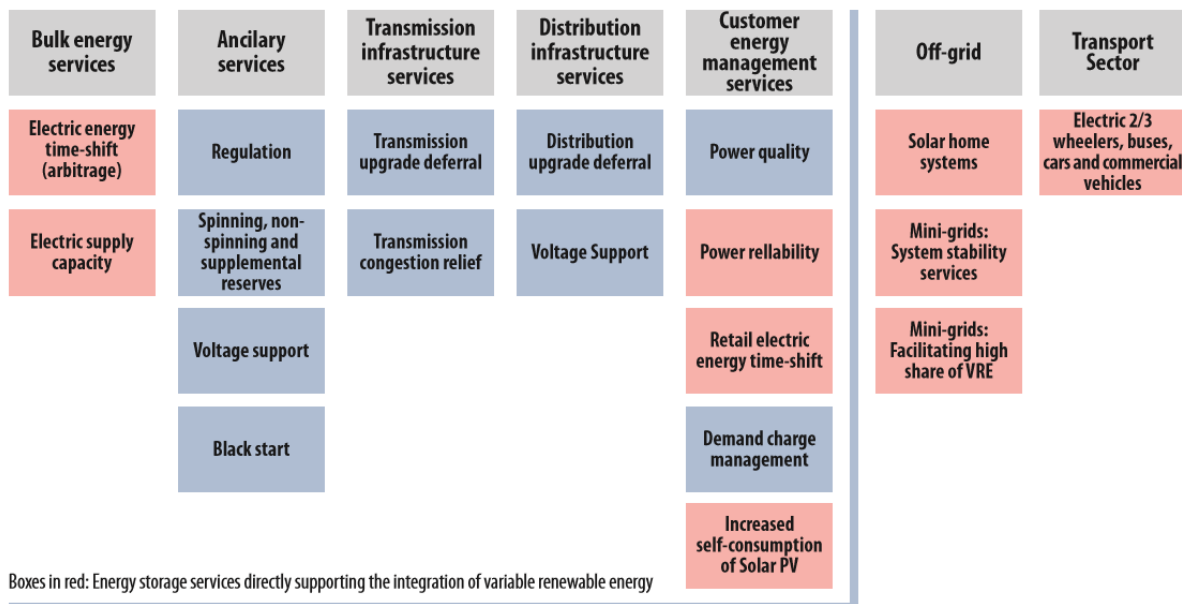 Bulk energy
services
Ancilary
services
Transmission
infrastructure
services
Distribution
infrastructure
services
Customer
energy
management
services
Off-grid
Transport
Sector
Electric energy
time-shift
(arbitrage)
Regulation
Transmission
upgrade deferral
Distribution
upgrade deferral
Power quality
Solar home
systems
Electric 2/3
wheelers, buses,
cars and commercial
vehicles
Electric supply
capacity
Spinning, non-
spinning and
supplemental
reserves
Transmission
congestion relief
Voltage Support
Power rellability
Mini-grids:
System stability
services
Voltage support
Retail electric
energy time-shift
Mini-grids:
Facilitating high
share of VRE
Black start
Demand charge
management
Increased
self-consumption
of Solar PV
Boxes in red: Energy storage services directly supporting the integration of variable renewable energy